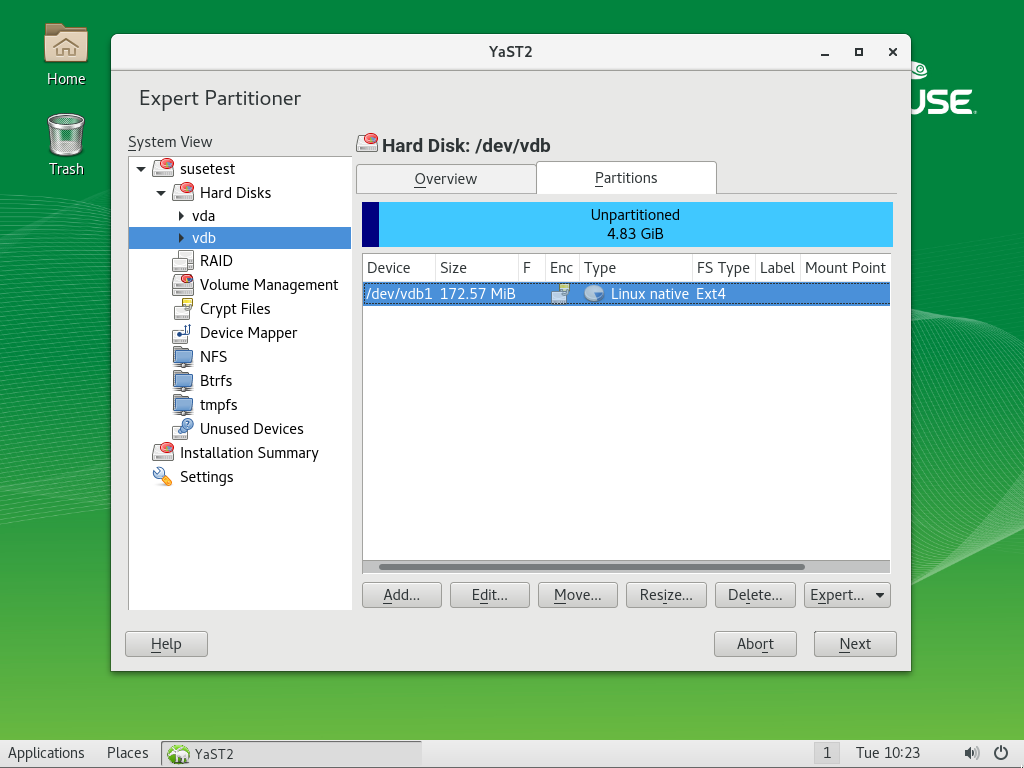 Home
Trash
USE
YaST2
Expert Partitioner
System View
susetest
Hard Disks
vda
vdb
RAID
Volume Management
Crypt Files
Device Mapper
NFS
Btrfs
tmpfs
Unused Devices
Installation Summary
Settings
Hard Disk: /dev/vdb
Overview
Partitions
Unpartitioned
4.83 GiB
Device Size F Enc Type FS Type Label Mount Point
/dev/vdb1 172.57 MiB Linux native Ext4
Add... Edit... Move... Resize... Delete... Expert...
Help Abort Next
Applications Places YaST2 1 Tue 10:23